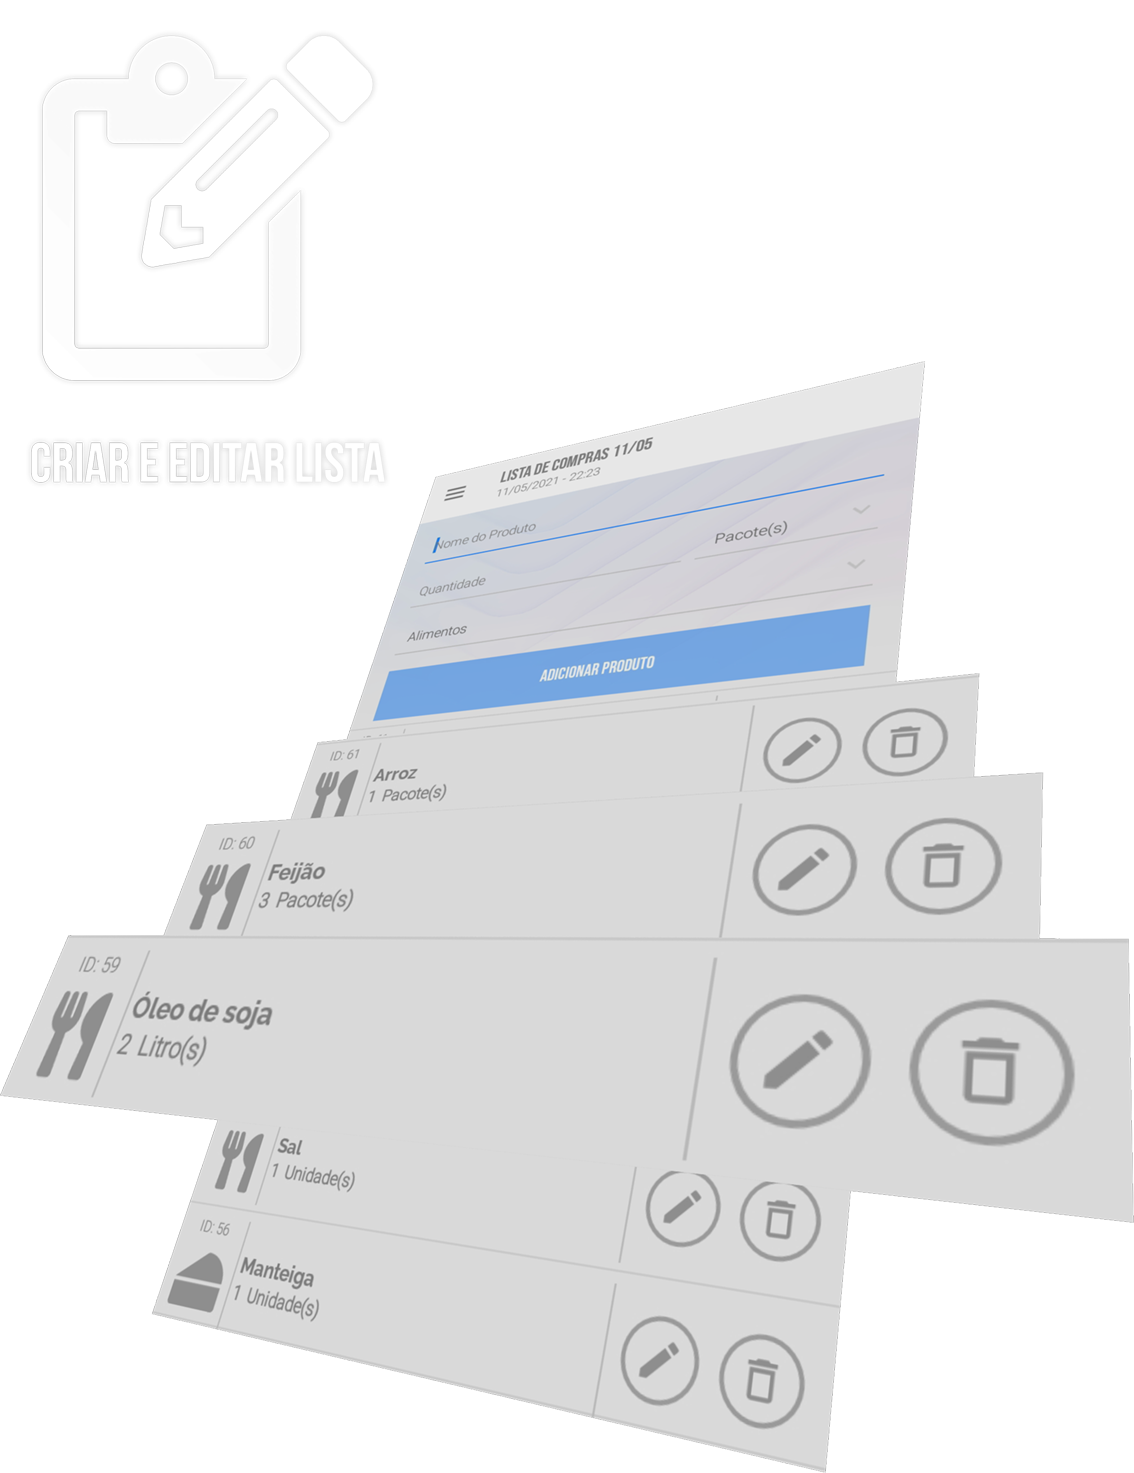 CRIAR E EDITAR LISTA
LISTA DE COMPRAS 11/05
11/05/2021 - 22:23
Nome do Produto
Quantidade
Pacote(s)
Alimentos
ADICIONAR PRODUTO
ID: 61
Arroz
1 Pacote(s)
ID: 60
Feijão
3 Pacote(s)
ID: 59
Óleo de soja
2 Litro(s)
Sal
1 Unidade(s)
ID: 56
Manteiga
1 Unidade(s)